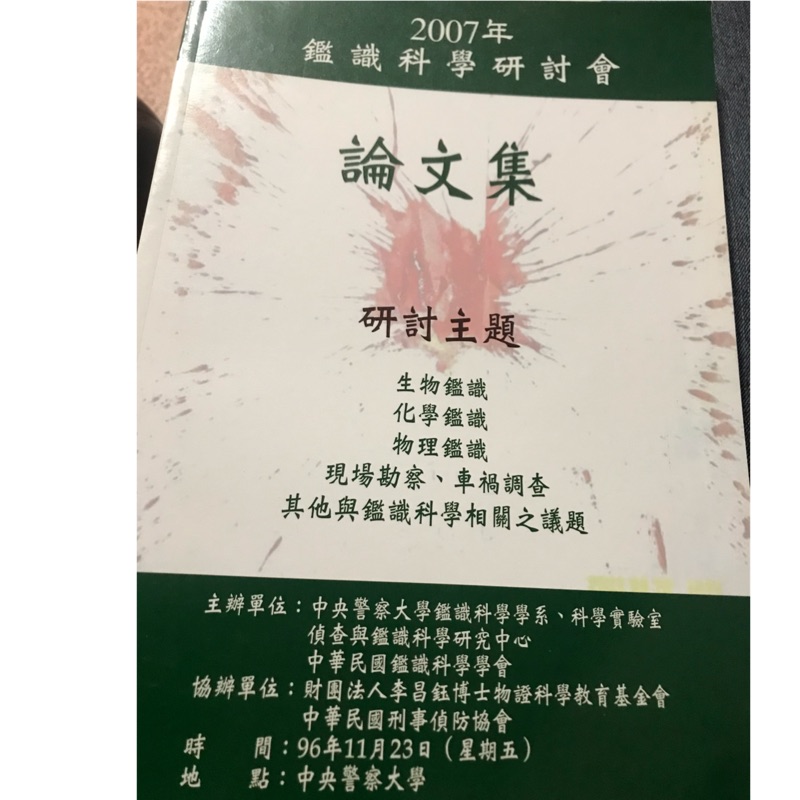 2007年
鑑識科學研討會
論文集
研討主題
生物鑑識
化學鑑識
物理鑑識
現場勘察、車禍調查
其他與鑑識科學相關之議題
主辦單位：中央警察大學鑑識科學學系、科學實驗室
偵查與鑑識科學研究中心
中華民國鑑識科學學會
協辦單位：財團法人李昌鈺博士物證科學教育基金會
中華民國刑事偵防協會
時　　間：96年11月23日（星期五）
地　　點：中央警察大學